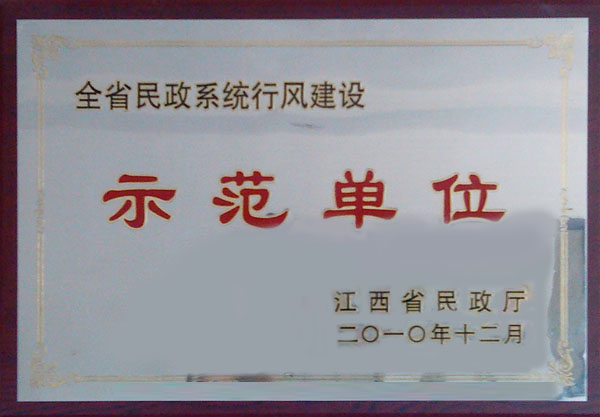 全省民政系统行风建设
示范单位
江西省民政厅
二〇一〇年十二月